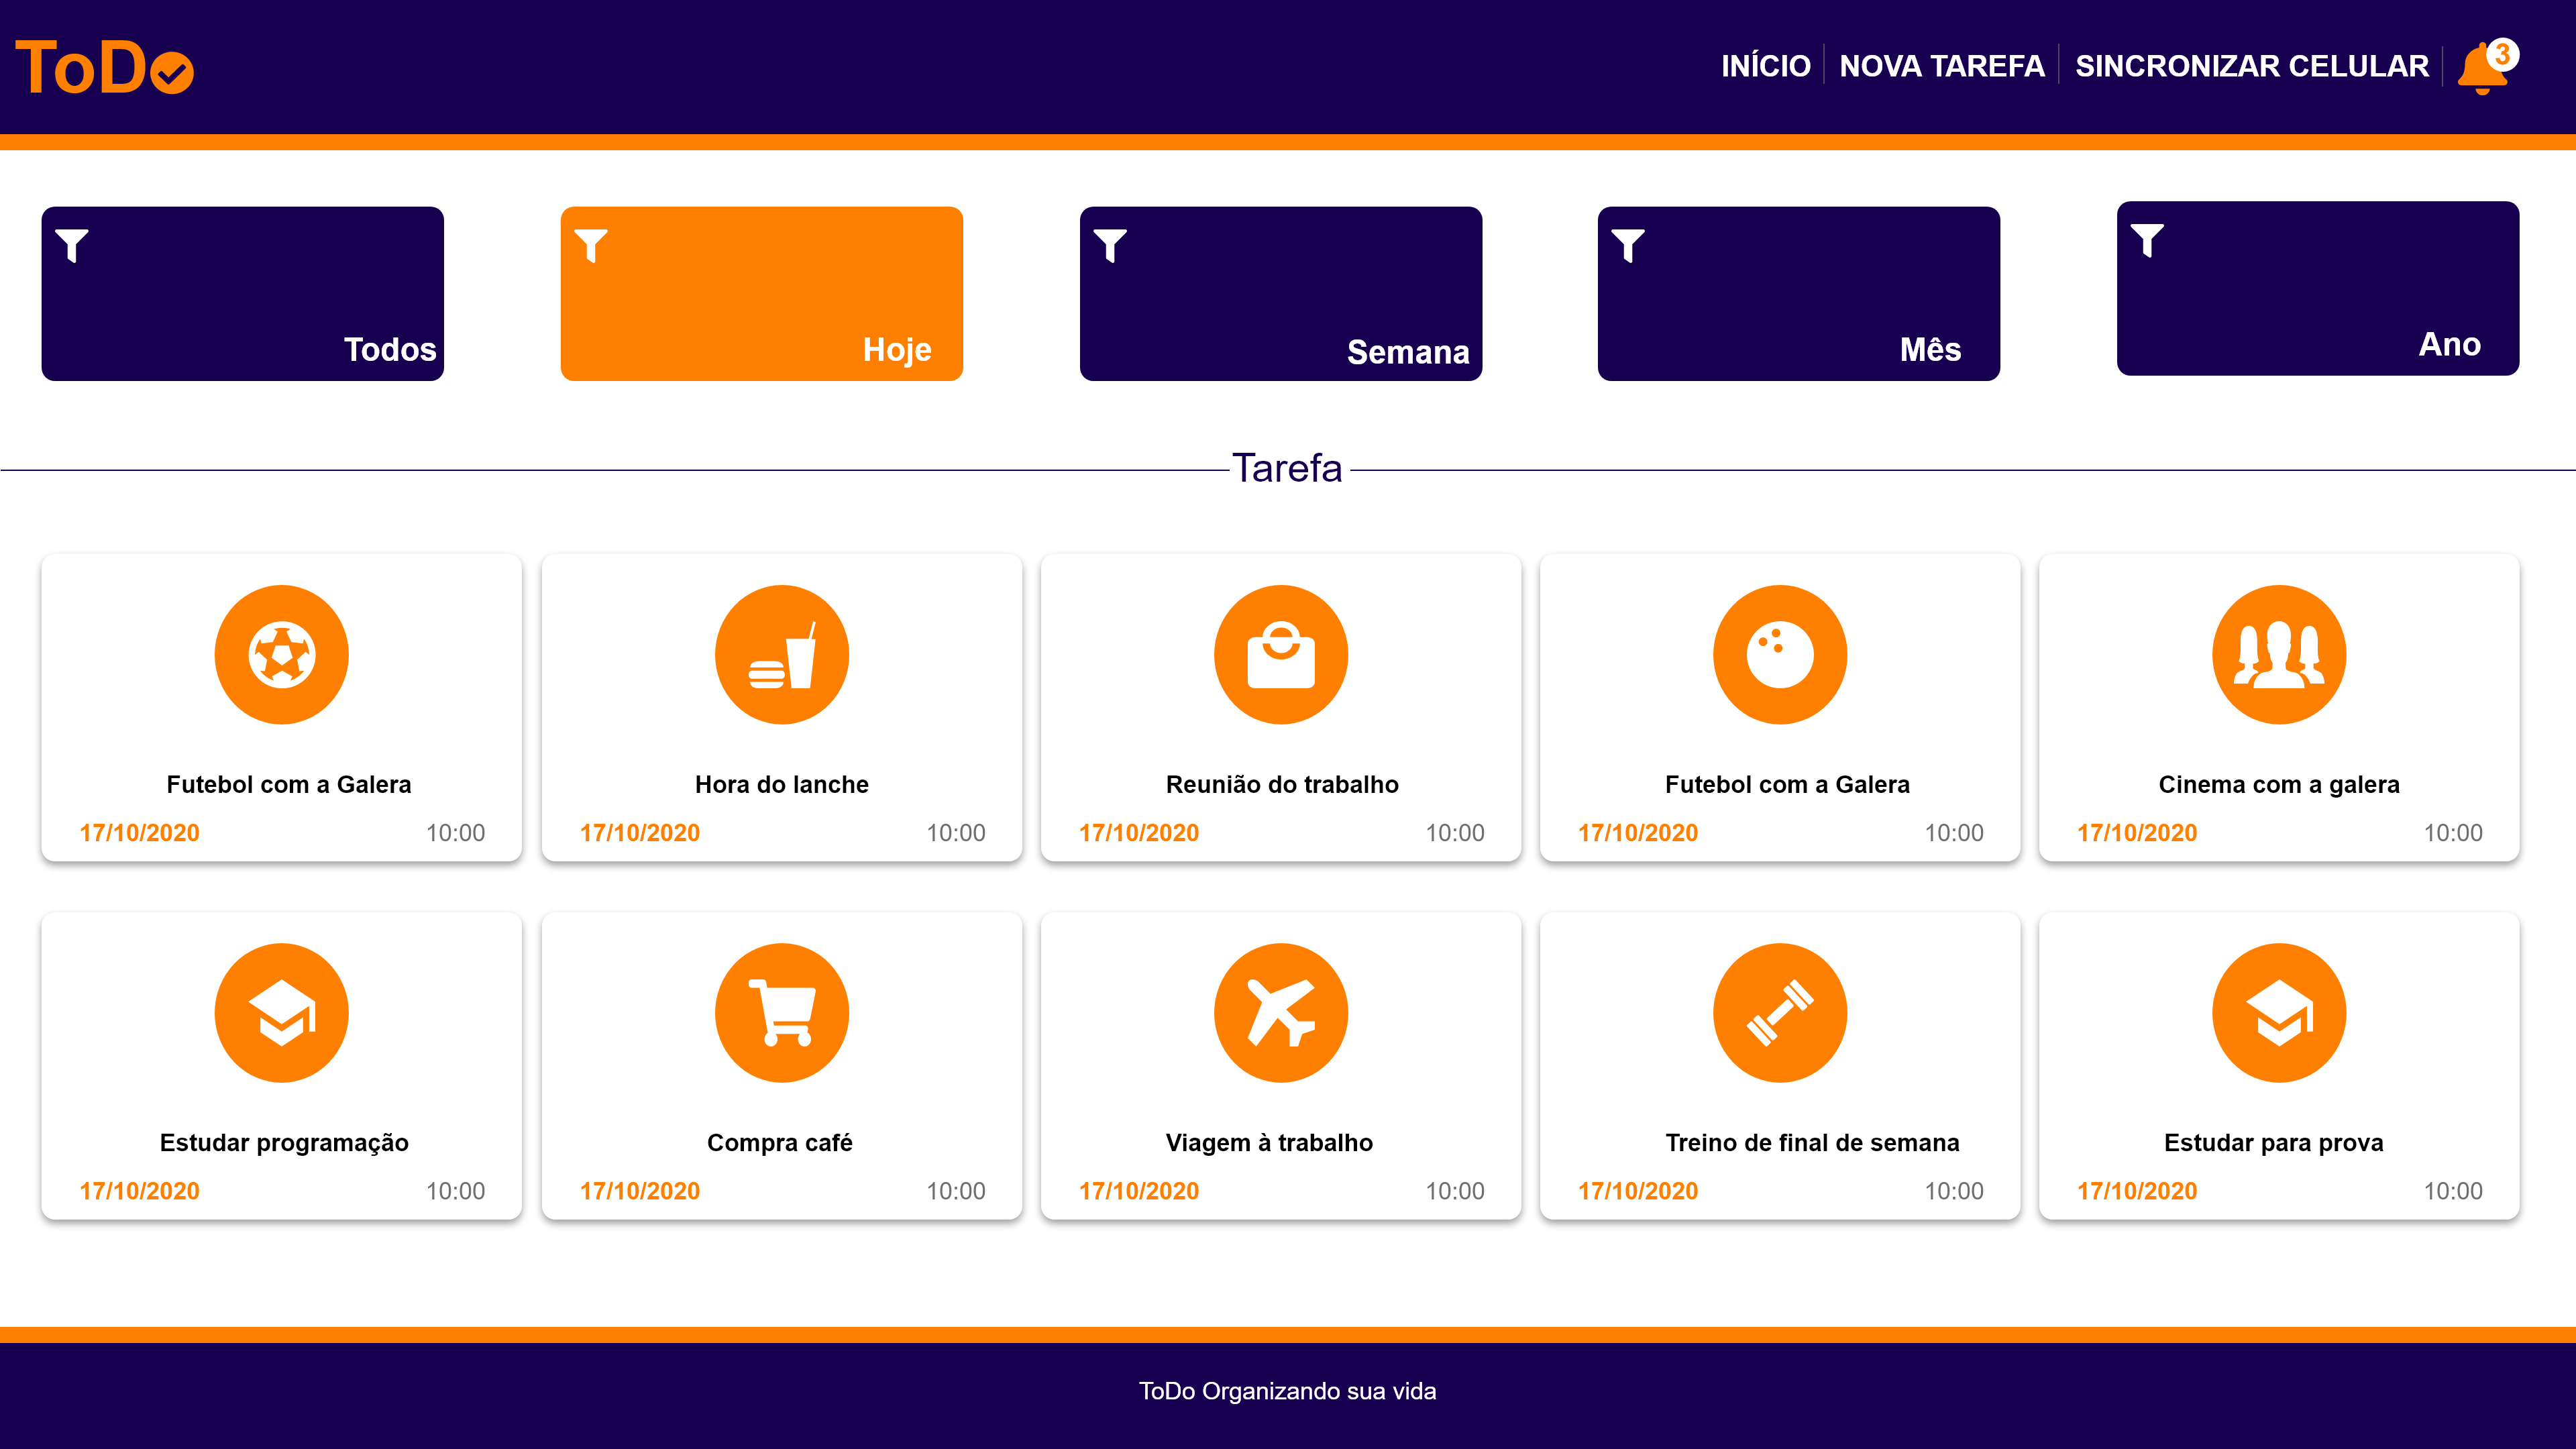 ToDo
INÍCIO NOVA TAREFA SINCRONIZAR CELULAR 3
Todos
Hoje
Semana
Mês
Ano
Tarefa
Futebol com a Galera
17/10/2020 10:00
Hora do lanche
17/10/2020 10:00
Reunião do trabalho
17/10/2020 10:00
Futebol com a Galera
17/10/2020 10:00
Cinema com a galera
17/10/2020 10:00
Estudar programação
17/10/2020 10:00
Compra café
17/10/2020 10:00
Viagem à trabalho
17/10/2020 10:00
Treino de final de semana
17/10/2020 10:00
Estudar para prova
17/10/2020 10:00
ToDo Organizando sua vida